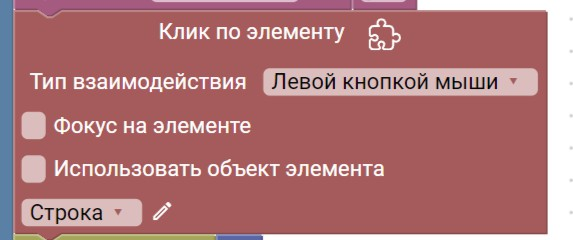 Клик по элементу
Тип взаимодействия Левой кнопкой мыши
Фокус на элементе
Использовать объект элемента
Строка